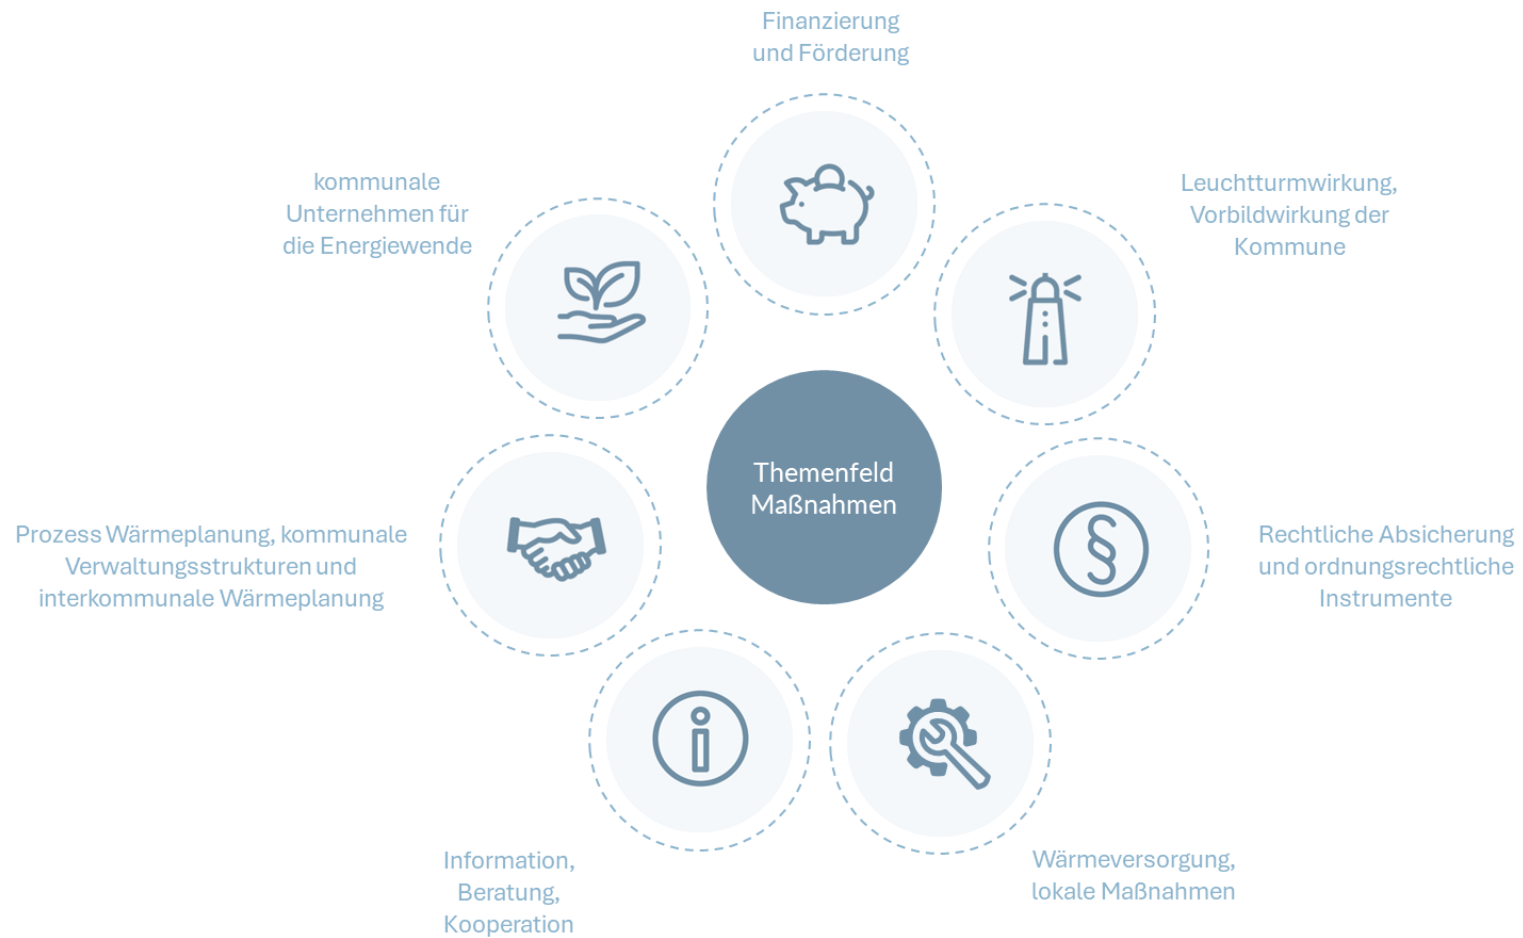 Finanzierung
und Förderung
kommunale
Unternehmen für
die Energiewende
Leuchtturmwirkung,
Vorbildwirkung der
Kommune
Themenfeld
Maßnahmen
Prozess Wärmeplanung, kommunale
Verwaltungsstrukturen und
interkommunale Wärmeplanung
Rechtliche Absicherung
und ordnungsrechtliche
Instrumente
Information,
Beratung,
Kooperation
Wärmeversorgung,
lokale Maßnahmen